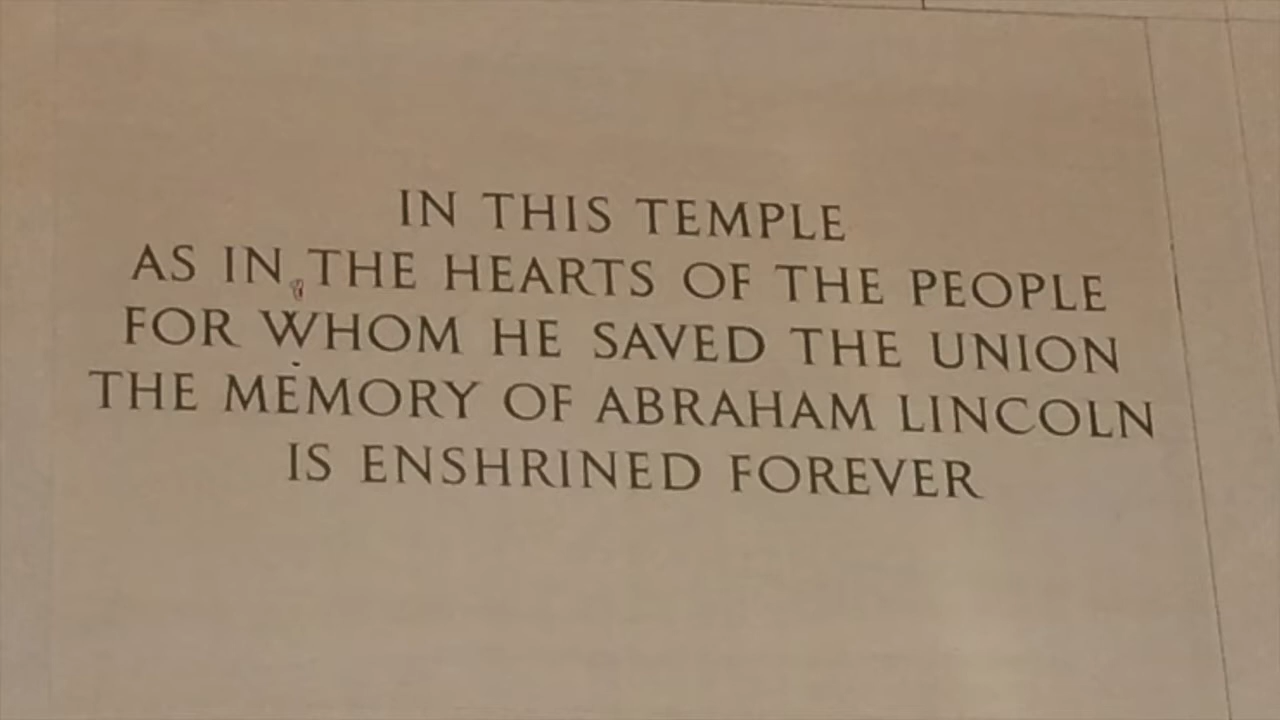 IN THIS TEMPLE
AS IN THE HEARTS OF THE PEOPLE
FOR WHOM HE SAVED THE UNION
THE MEMORY OF ABRAHAM LINCOLN
IS ENSHRINED FOREVER